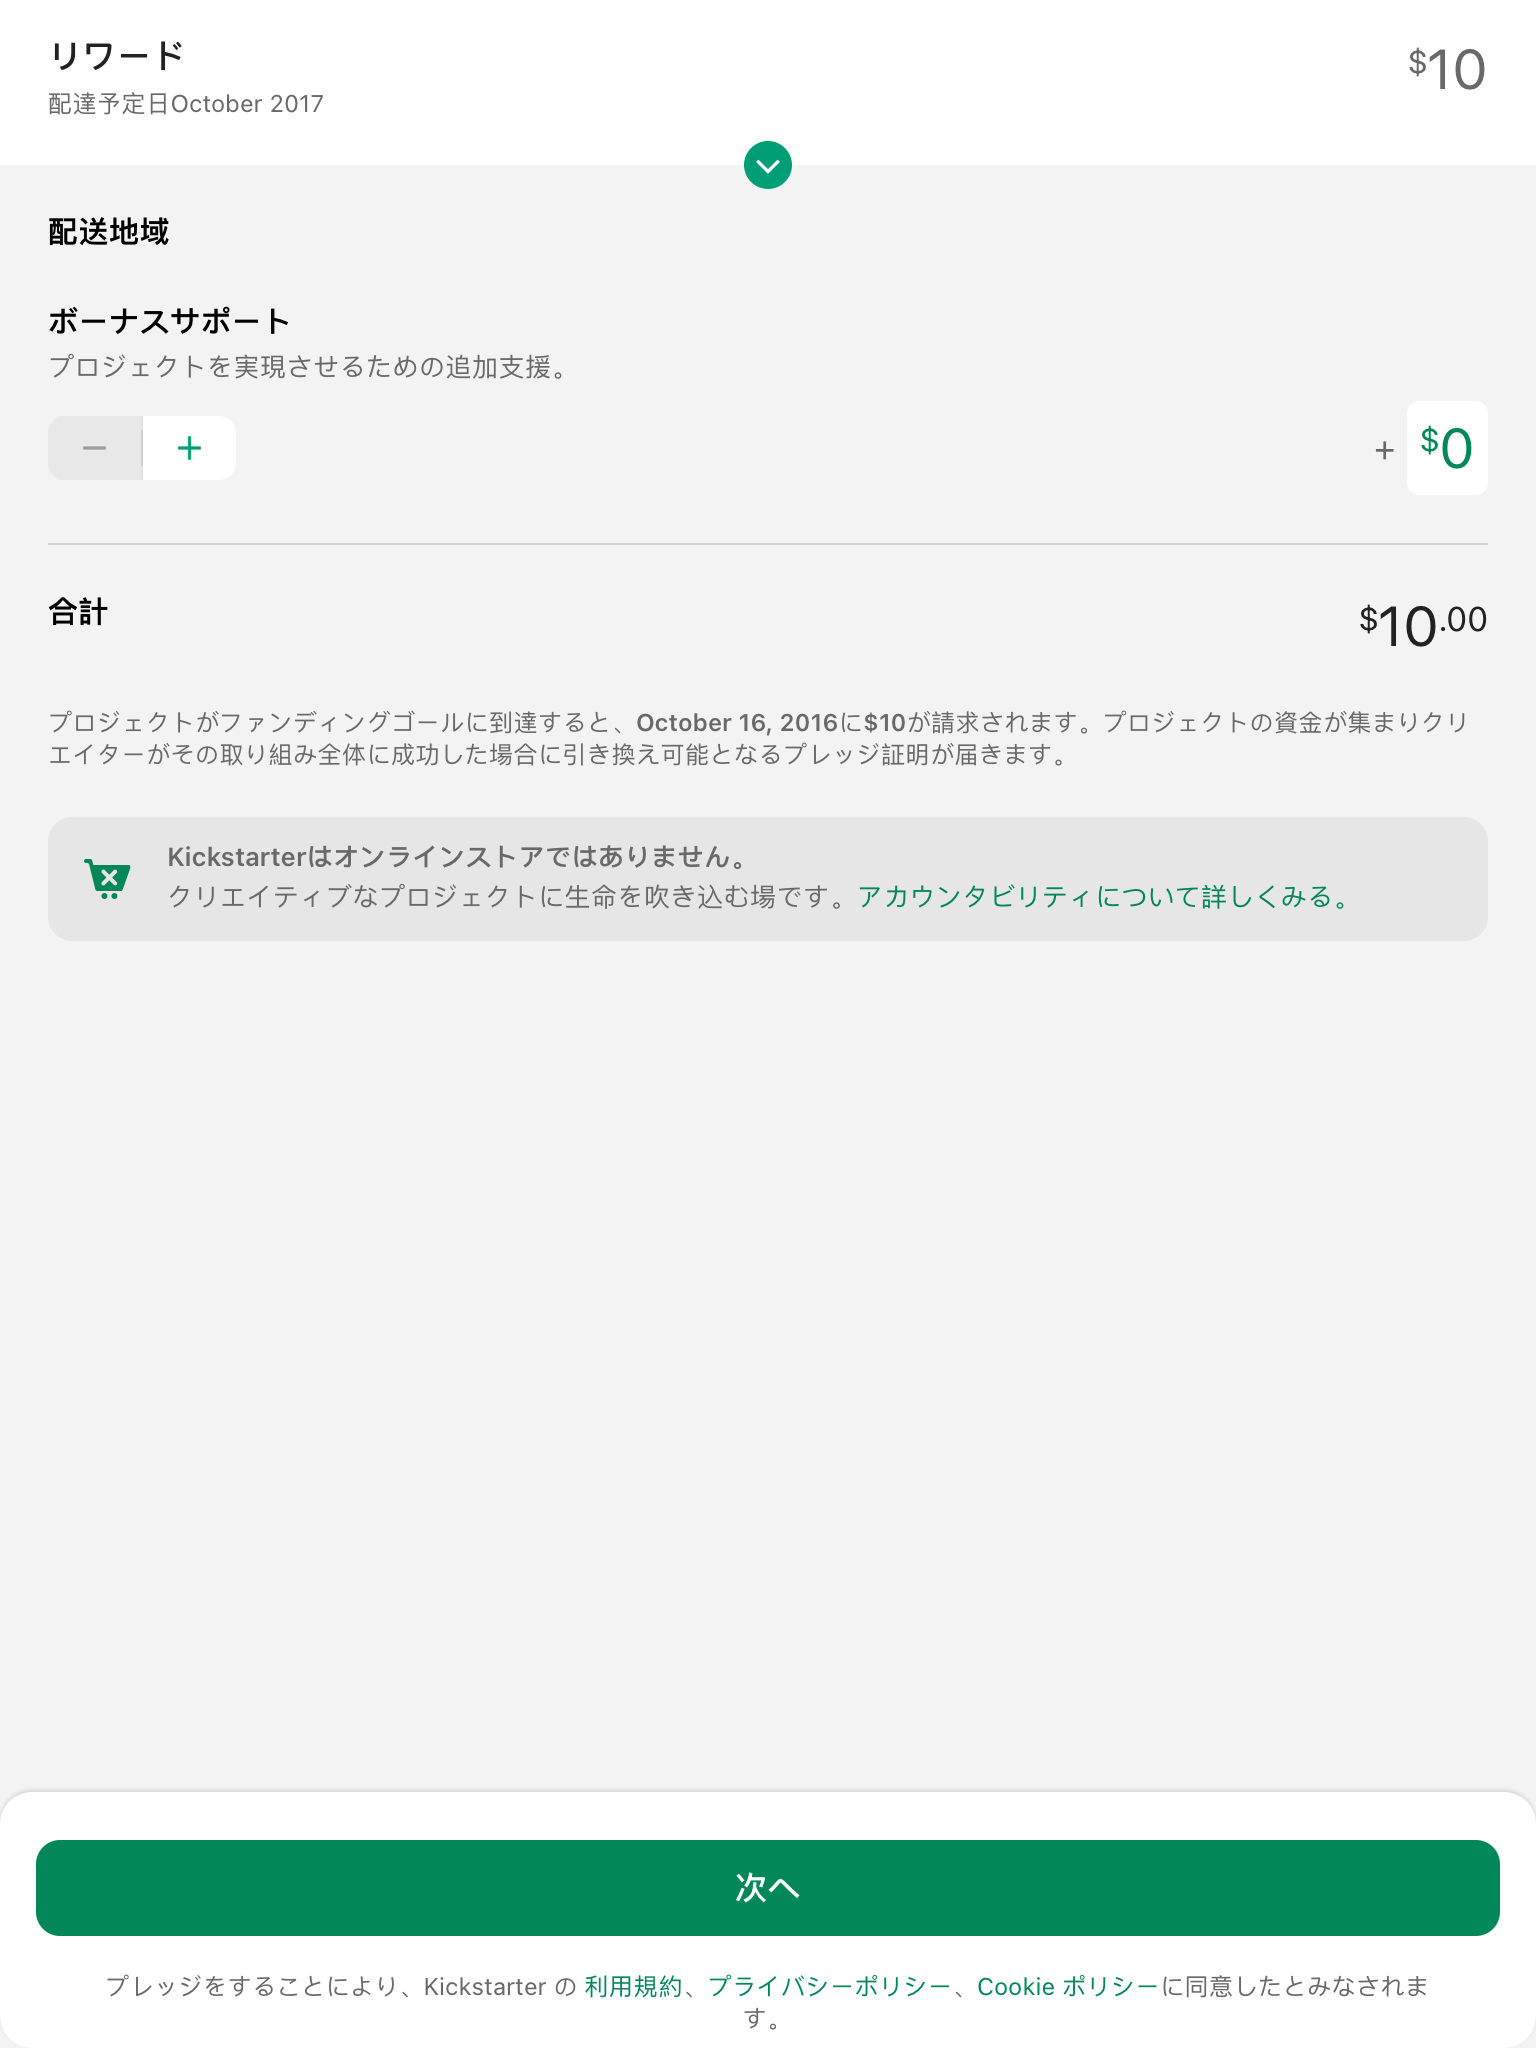 リワード
$10
配達予定日October 2017
配送地域
ボーナスサポート
プロジェクトを実現させるための追加支援。
+ $0
合計
$10.00
プロジェクトがファンディングゴールに到達すると、October 16, 2016に$10が請求されます。プロジェクトの資金が集まりクリ
エイターがその取り組み全体に成功した場合に引き換え可能となるプレッジ証明が届きます。
Kickstarterはオンラインストアではありません。
クリエイティブなプロジェクトに生命を吹き込む場です。アカウンタビリティについて詳しくみる。
次へ
プレッジをすることにより、Kickstarter の 利用規約、プライバシーポリシー、Cookie ポリシーに同意したとみなされま
す。